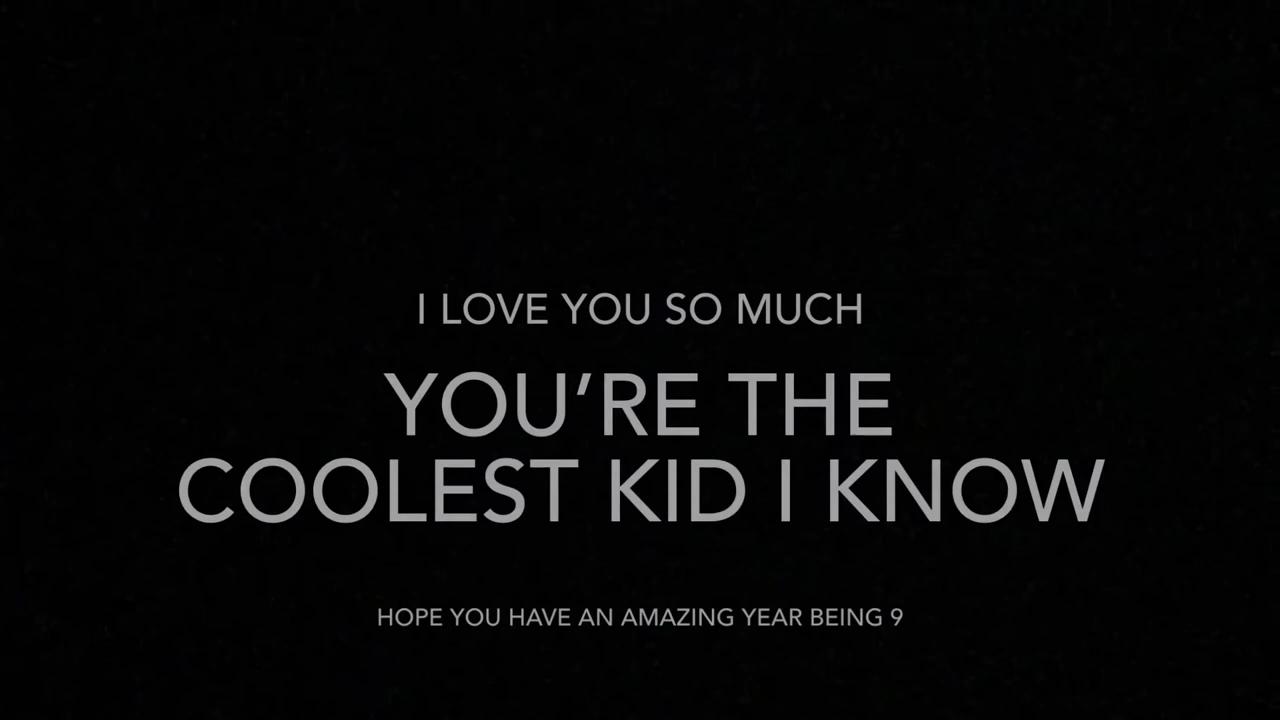 I LOVE YOU SO MUCH
YOU’RE THE
COOLEST KID I KNOW
HOPE YOU HAVE AN AMAZING YEAR BEING 9